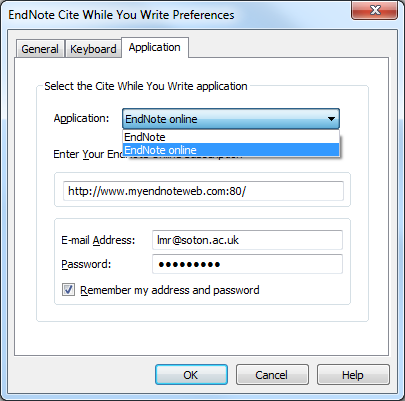 EndNote Cite While You Write Preferences
General Keyboard Application
Select the Cite While You Write application
Application: EndNote online
EndNote
EndNote online
Enter Your EndNote
http://www.myendnoteweb.com:80/
E-mail Address: lmr@soton.ac.uk
Password: •••••••••
Remember my address and password
OK Cancel Help